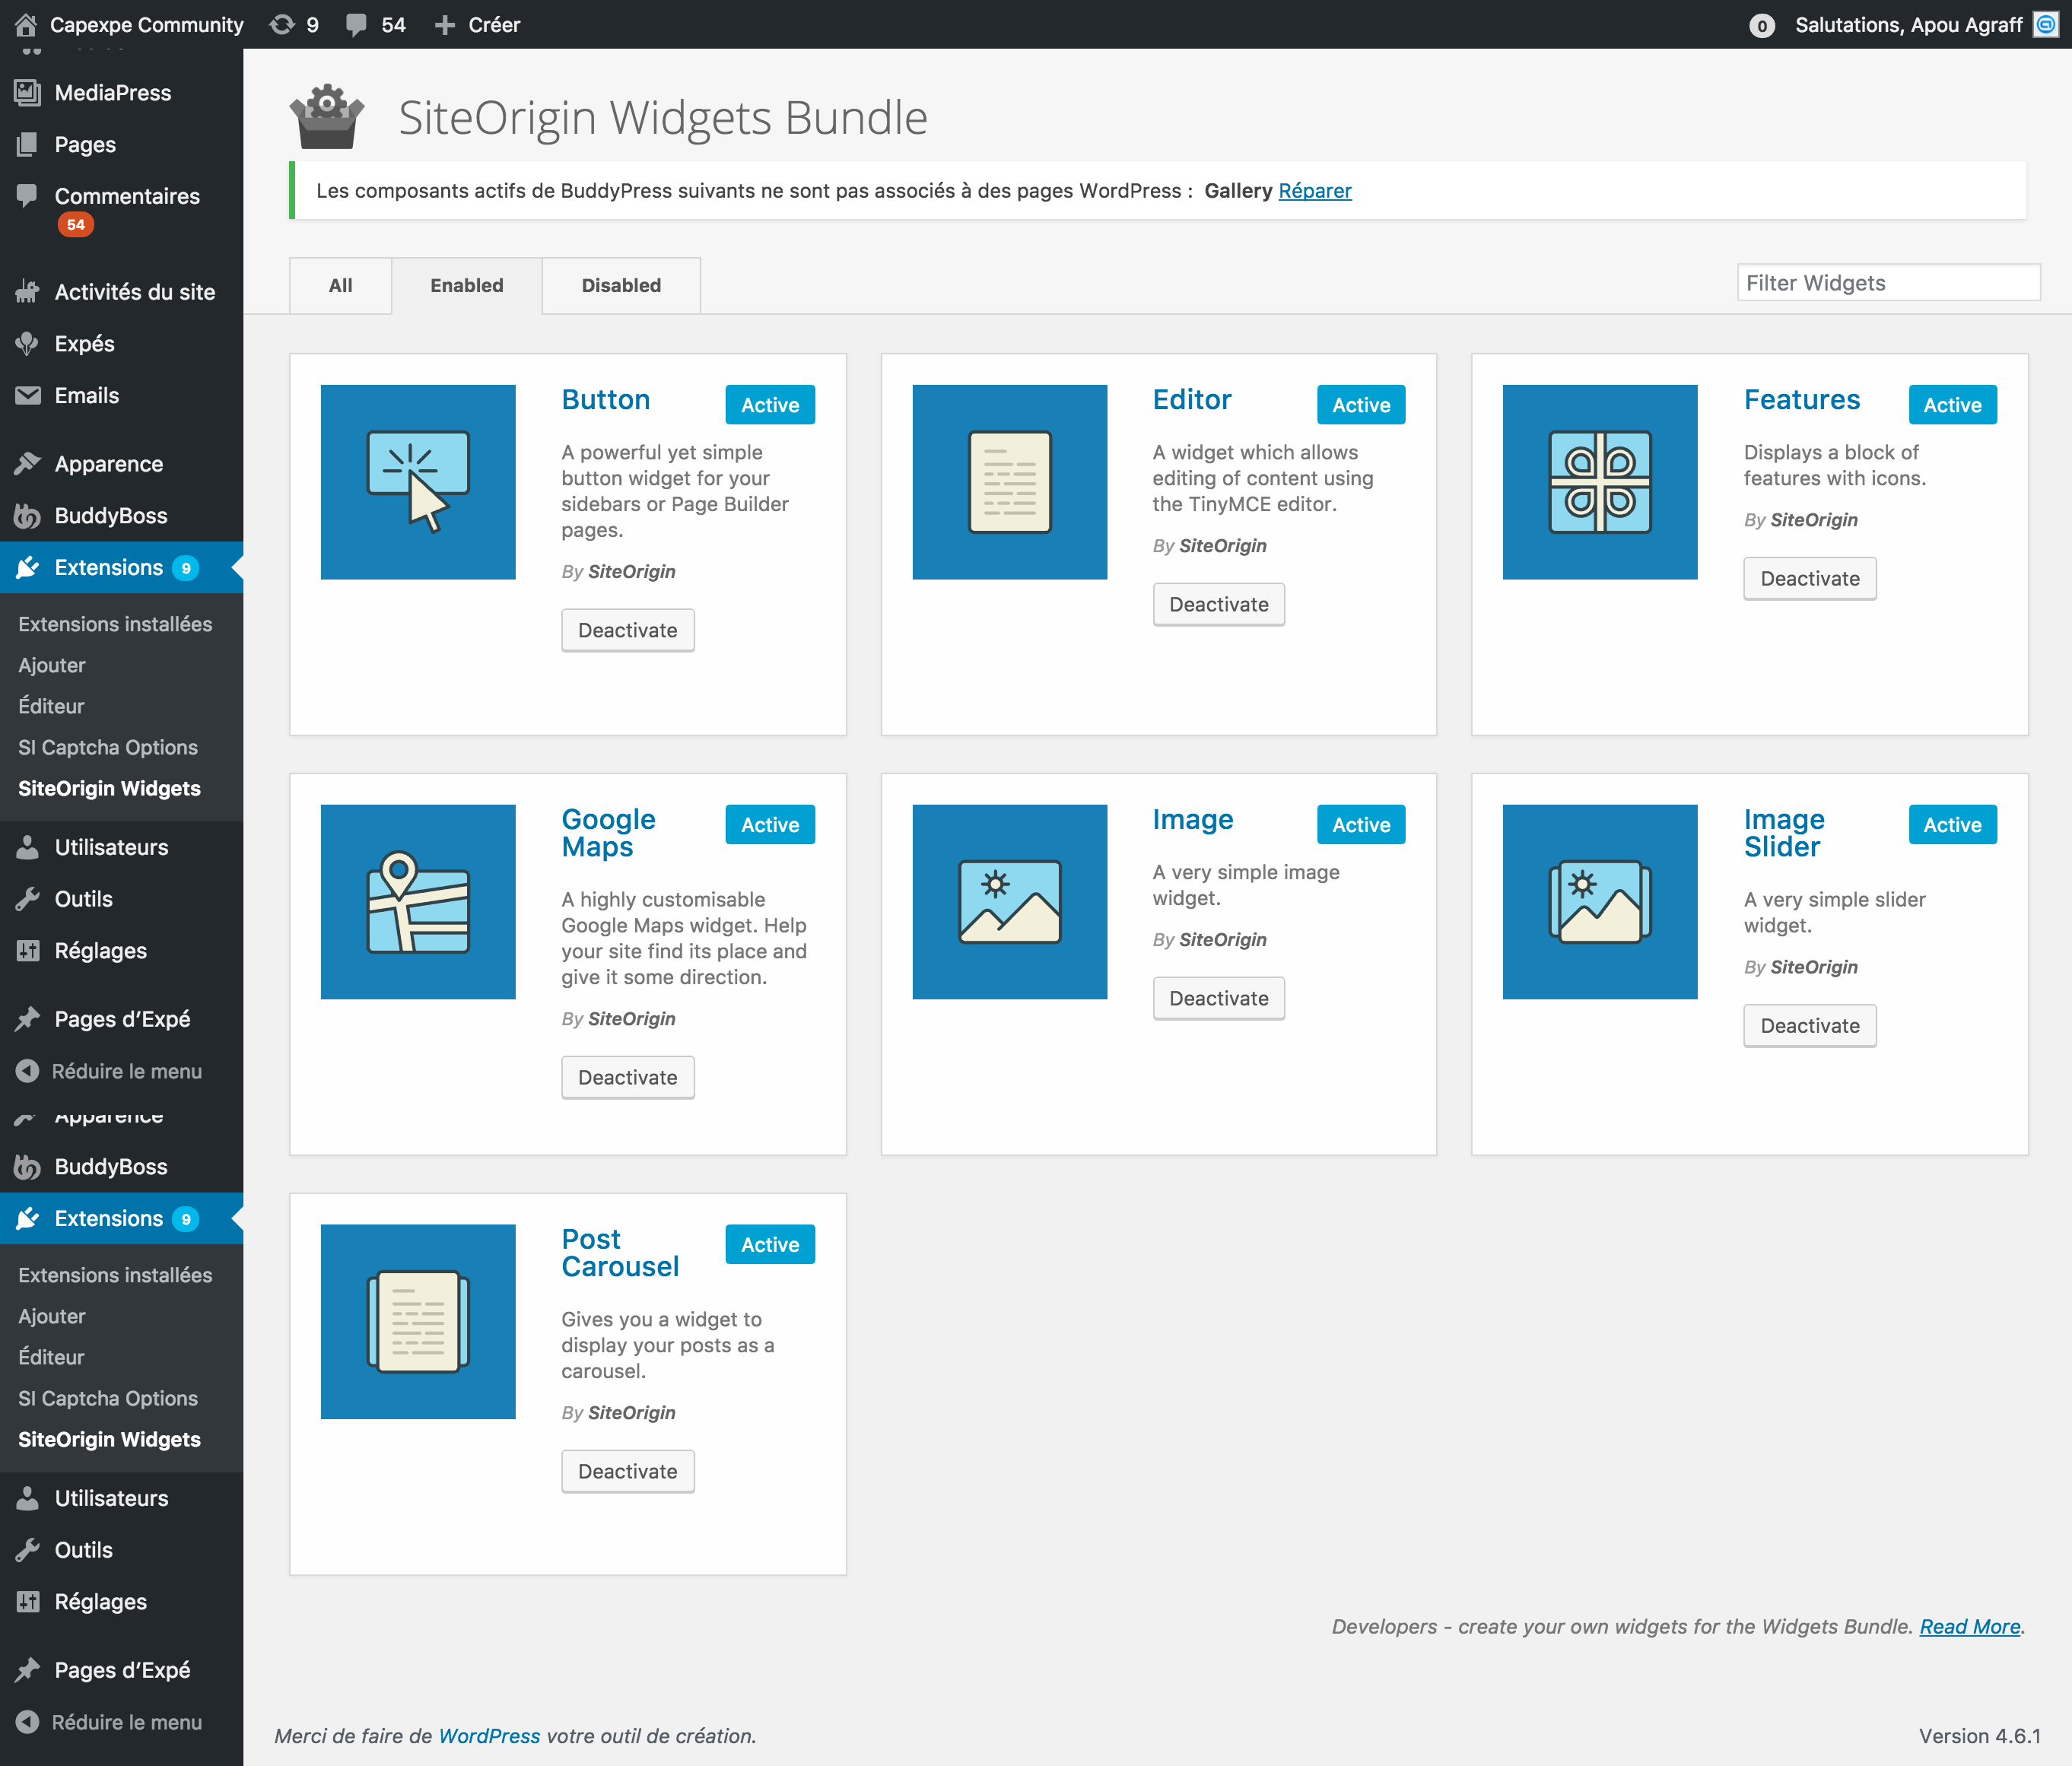 Capexpe Community 9 54 Créer 0 Salutations, Apou Agraff
MediaPress
Pages
Commentaires
54
Activités du site
Expés
Emails
Apparence
BuddyBoss
Extensions 9
Extensions installées
Ajouter
Éditeur
SI Captcha Options
SiteOrigin Widgets
Utilisateurs
Outils
Réglages
Pages d’Expé
Réduire le menu
Apparence
BuddyBoss
Extensions 9
Extensions installées
Ajouter
Éditeur
SI Captcha Options
SiteOrigin Widgets
Utilisateurs
Outils
Réglages
Pages d’Expé
Réduire le menu
SiteOrigin Widgets Bundle
Les composants actifs de BuddyPress suivants ne sont pas associés à des pages WordPress : Gallery Réparer
All Enabled Disabled Filter Widgets
Button Active
A powerful yet simple
button widget for your
sidebars or Page Builder
pages.
By SiteOrigin
Deactivate
Editor Active
A widget which allows
editing of content using
the TinyMCE editor.
By SiteOrigin
Deactivate
Features Active
Displays a block of
features with icons.
By SiteOrigin
Deactivate
Google Active
Maps
A highly customisable
Google Maps widget. Help
your site find its place and
give it some direction.
By SiteOrigin
Deactivate
Image Active
A very simple image
widget.
By SiteOrigin
Deactivate
Image Active
Slider
A very simple slider
widget.
By SiteOrigin
Deactivate
Post Active
Carousel
Gives you a widget to
display your posts as a
carousel.
By SiteOrigin
Deactivate
Developers - create your own widgets for the Widgets Bundle. Read More.
Merci de faire de WordPress votre outil de création. Version 4.6.1